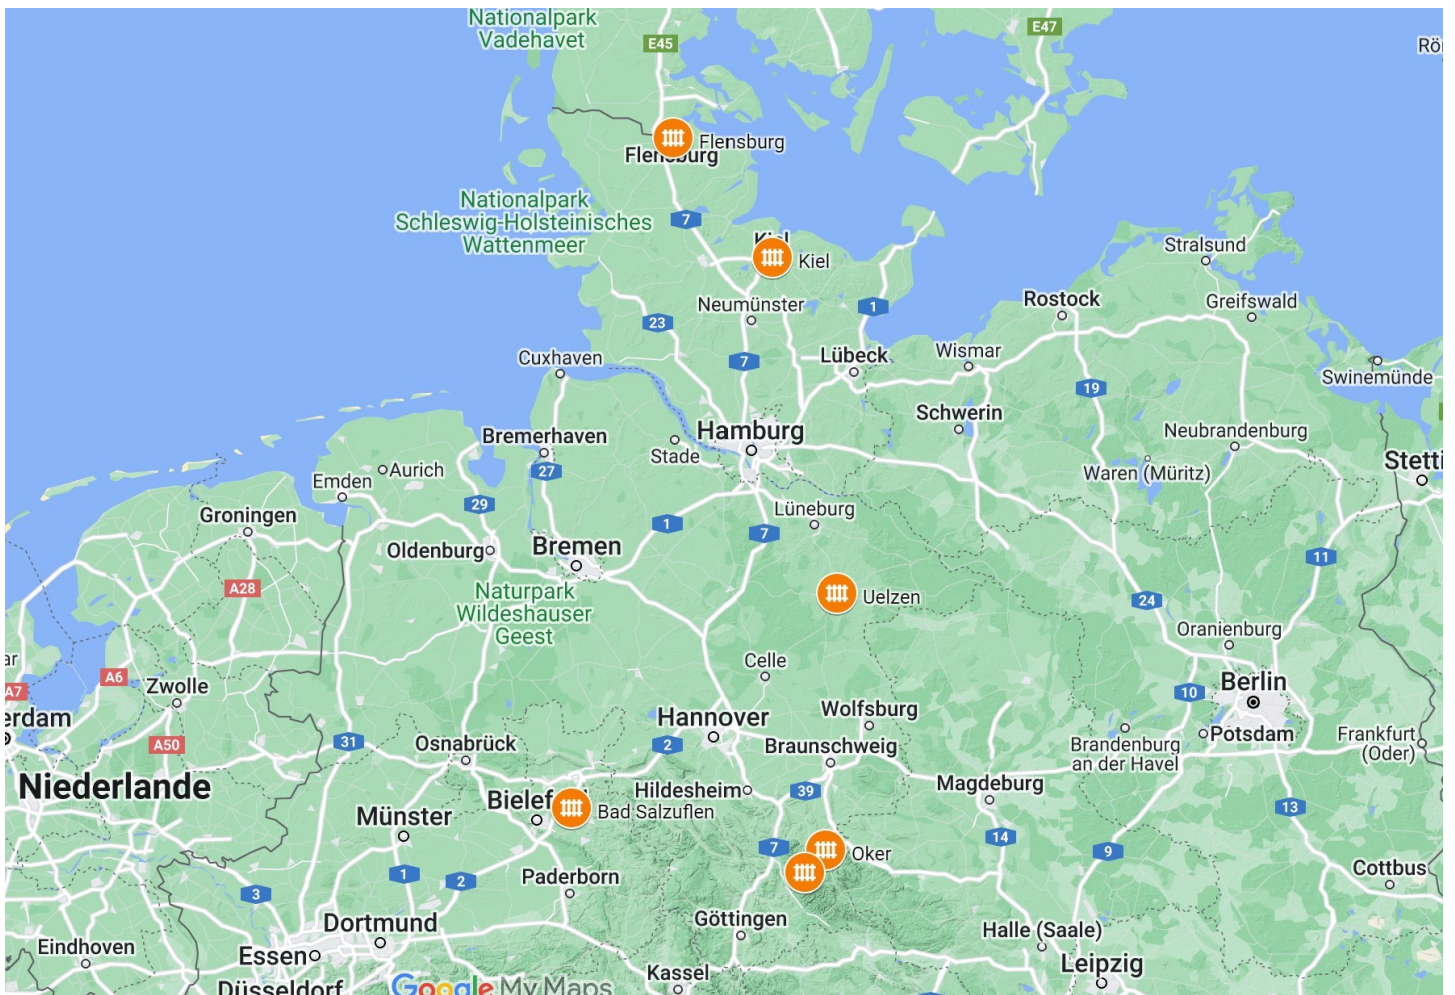 Nationalpark
Vadehavet
E45
E47
Flensburg
Flensburg
Nationalpark
Schleswig-Holsteinisches
Wattenmeer
7
Kiel
Kiel
Stralsund
Neumünster
1
Rostock
Greifswald
23
Cuxhaven
7
Lübeck
Wismar
Swinemünde
19
Schwerin
Bremerhaven
Hamburg
Neubrandenburg
Stade
27
Aurich
Emden
Waren (Müritz)
Stetti
29
Groningen
Lüneburg
1
7
Oldenburg
Bremen
11
A28
Naturpark
Wildeshauser
Geest
Uelzen
24
Oranienburg
ar
Celle
A6
A7
Zwolle
10
Berlin
erdam
Hannover
Wolfsburg
A50
31
Osnabrück
2
Braunschweig
Brandenburg
an der Havel
Potsdam
Frankfurt
(Oder)
Niederlande
Hildesheim
39
Magdeburg
Bielef
Bad Salzuflen
13
Münster
14
7
Oker
9
1
2
Paderborn
3
Cottbus
Dortmund
Göttingen
Halle (Saale)
Eindhoven
Essen
Kassel
Leipzig
Düsseldorf
Google My Maps